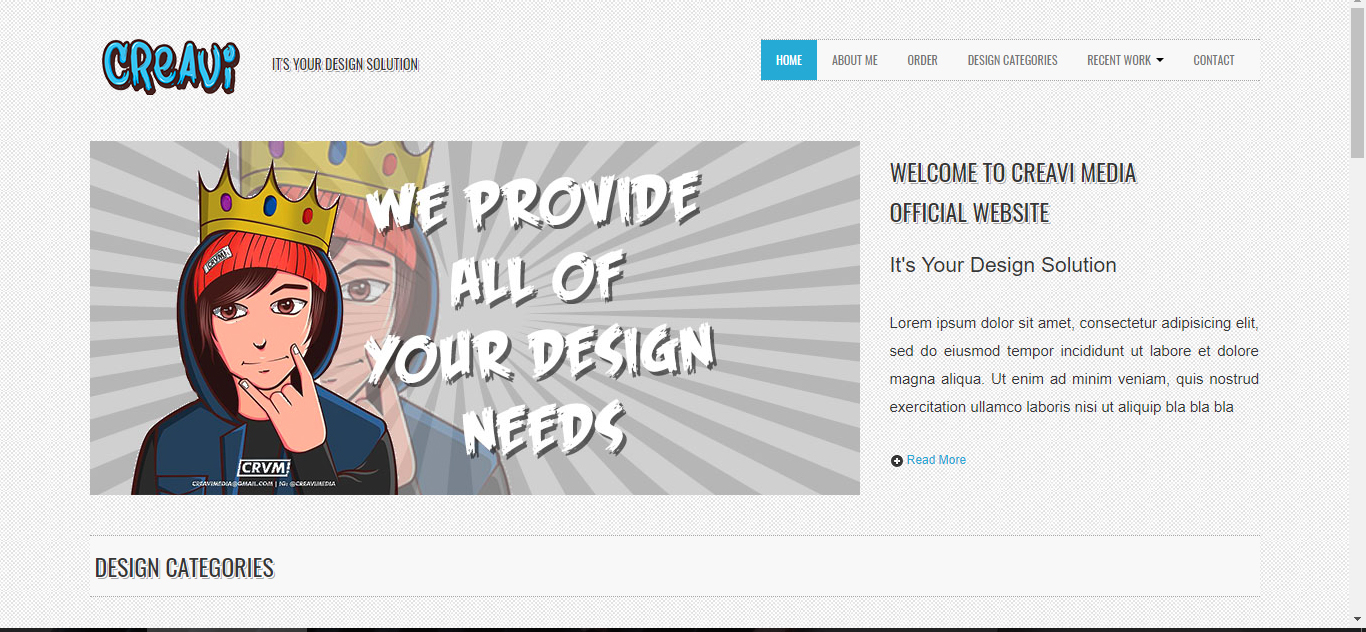 CREAVi
IT'S YOUR DESIGN SOLUTION
HOME ABOUT ME ORDER DESIGN CATEGORIES RECENT WORK CONTACT
WE PROVIDE
ALL OF
YOUR DESIGN
NEEDS
CRVM
CRVM
CREAVIMEDIA@GMAIL.COM | IG: @CREAVIMEDIA
WELCOME TO CREAVI MEDIA
OFFICIAL WEBSITE
It's Your Design Solution
Lorem ipsum dolor sit amet, consectetur adipisicing elit,
sed do eiusmod tempor incididunt ut labore et dolore
magna aliqua. Ut enim ad minim veniam, quis nostrud
exercitation ullamco laboris nisi ut aliquip bla bla bla
Read More
DESIGN CATEGORIES